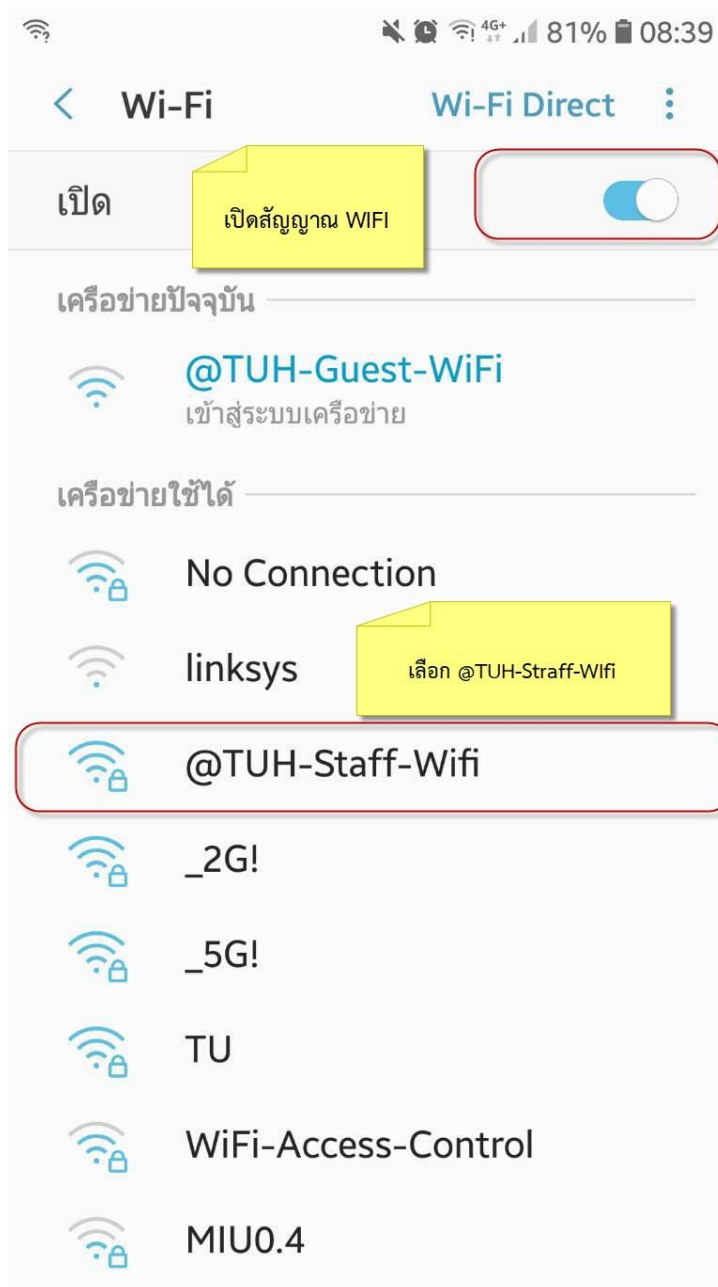 4G+ 81% 08:39
Wi-Fi Wi-Fi Direct
เปิด
เปิดสัญญาณ WIFI
เครือข่ายปัจจุบัน
@TUH-Guest-WiFi
เข้าสู่ระบบเครือข่าย
เครือข่ายใช้ได้
No Connection
linksys
เลือก @TUH-Straff-WIfi
@TUH-Staff-Wifi
_2G!
_5G!
TU
WiFi-Access-Control
MIU0.4